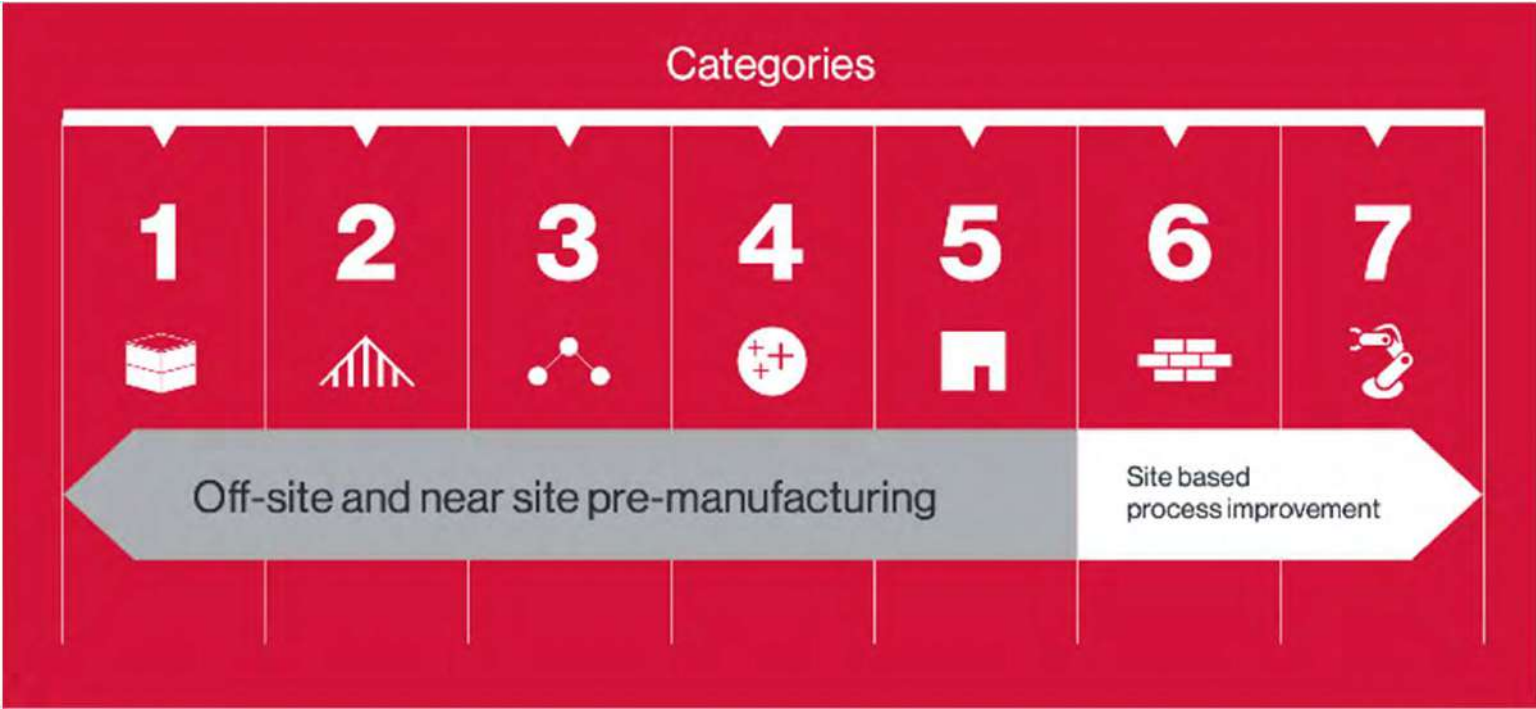 Categories
1 2 3 4 5 6 7
Off-site and near site pre-manufacturing
Site based
process improvement